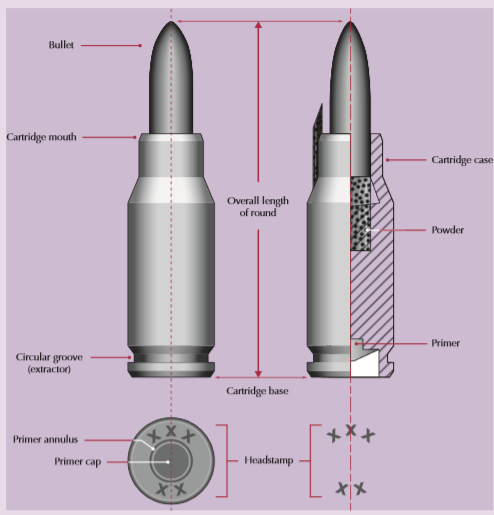 Bullet
Cartridge mouth
Overall length
of round
Cartridge case
Powder
Circular groove
(extractor)
Primer
Cartridge base
Primer annulus
Primer cap
Headstamp
X X X
X X
X X X
X X